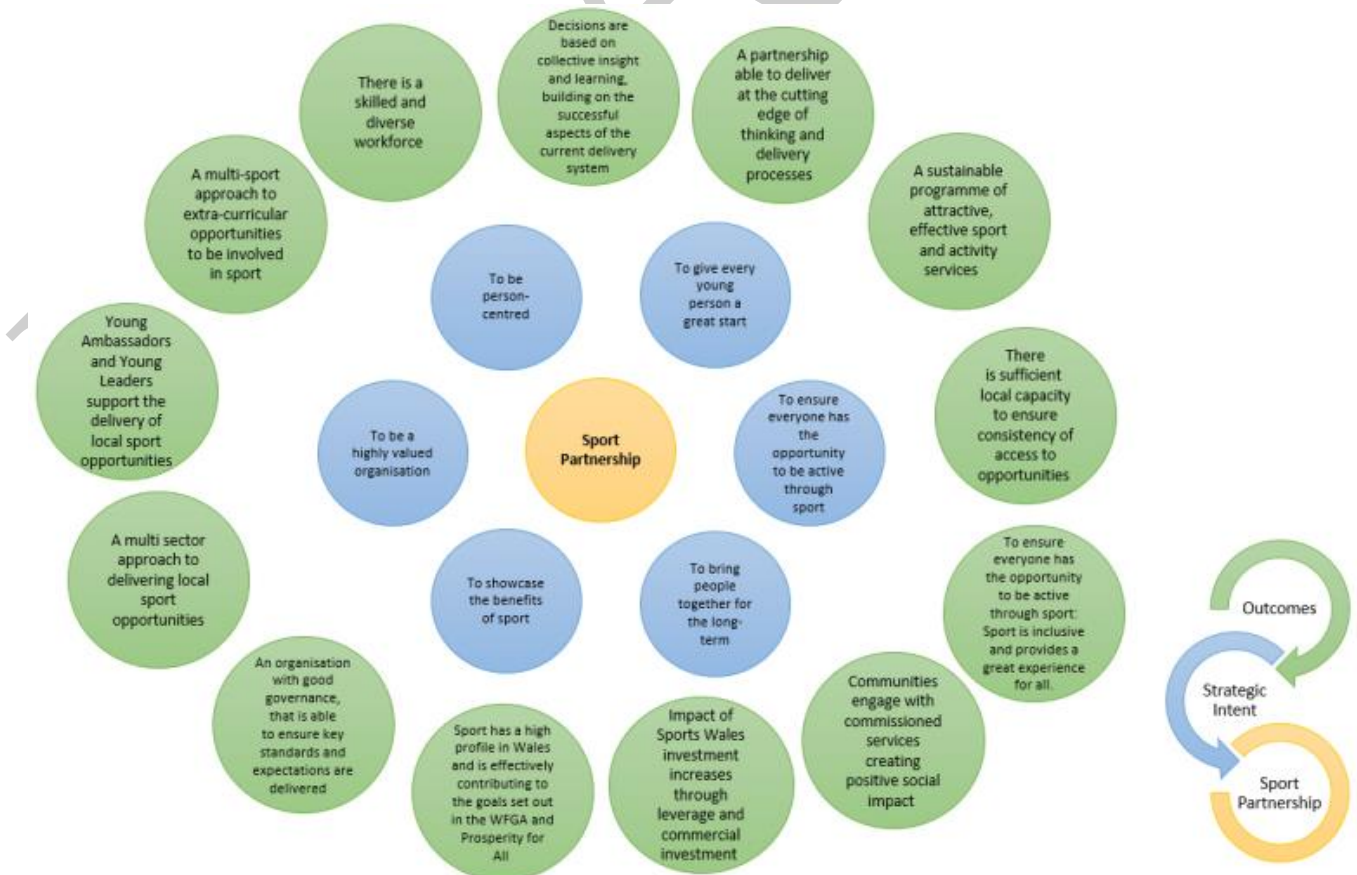 Decisions are
based on
collective insight
and learning,
building on the
successful
aspects of the
current delivery
system
A partnership
able to deliver
at the cutting
edge of
thinking and
delivery
processes
There is a
skilled and
diverse
workforce
A multi-sport
approach to
extra-curricular
opportunities
to be involved
in sport
A sustainable
programme of
attractive,
effective sport
and activity
services
To be
person-
centred
To give every
young
person a
great start
Young
Ambassadors
and Young
Leaders
support the
delivery of
local sport
opportunities
There
is sufficient
local capacity
to ensure
consistency of
access to
opportunities
To be a
highly valued
organisation
Sport
Partnership
To ensure
everyone has
the
opportunity
to be active
through
sport
A multi sector
approach to
delivering local
sport
opportunities
To showcase
the benefits
of sport
To bring
people
together for
the long-
term
To ensure
everyone has
the opportunity
to be active
through sport:
Sport is inclusive
and provides a
great experience
for all.
An organisation
with good
governance,
that is able
to ensure key
standards and
expectations are
delivered
Sport has a high
profile in Wales
and is effectively
contributing to
the goals set out
in the WFGA and
Prosperity for
All
Impact of
Sports Wales
investment
increases
through
leverage and
commercial
investment
Communities
engage with
commissioned
services
creating
positive social
impact
Outcomes
Strategic
Intent
Sport
Partnership